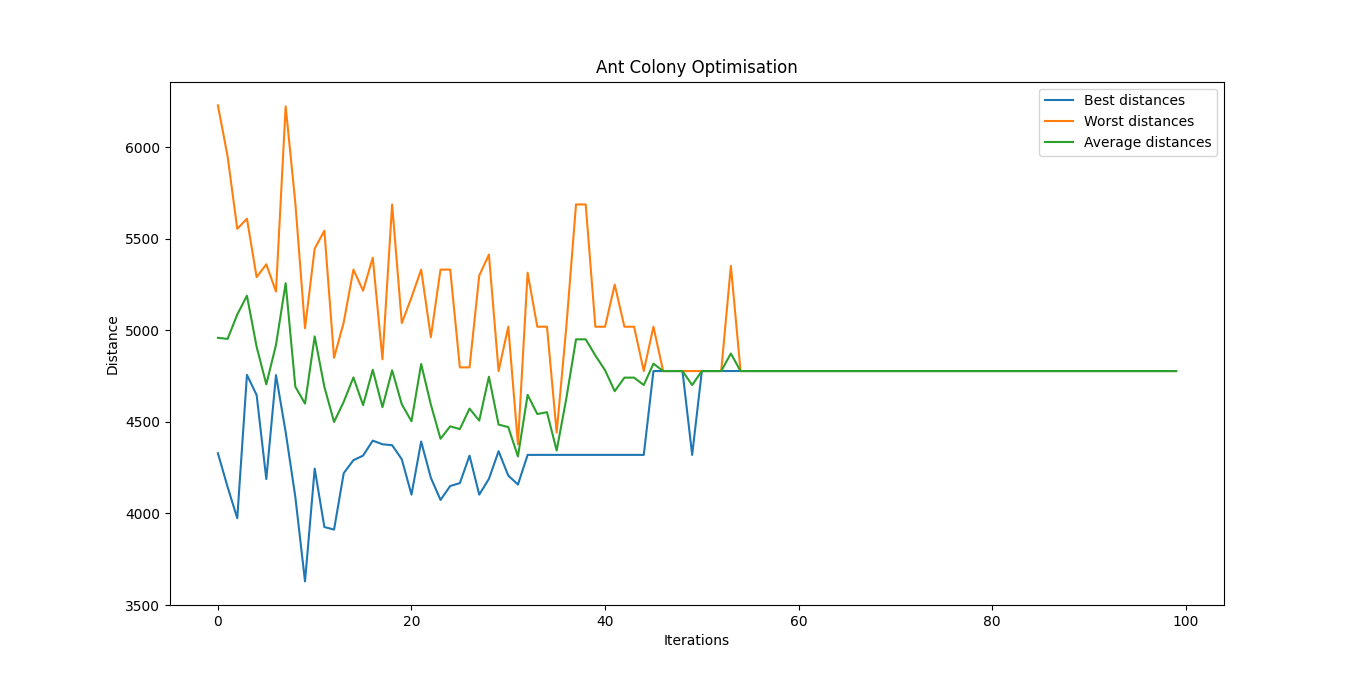 Ant Colony Optimisation
Best distances
Worst distances
Average distances
Distance
6000
5500
5000
4500
4000
3500
0 20 40 60 80 100
Iterations